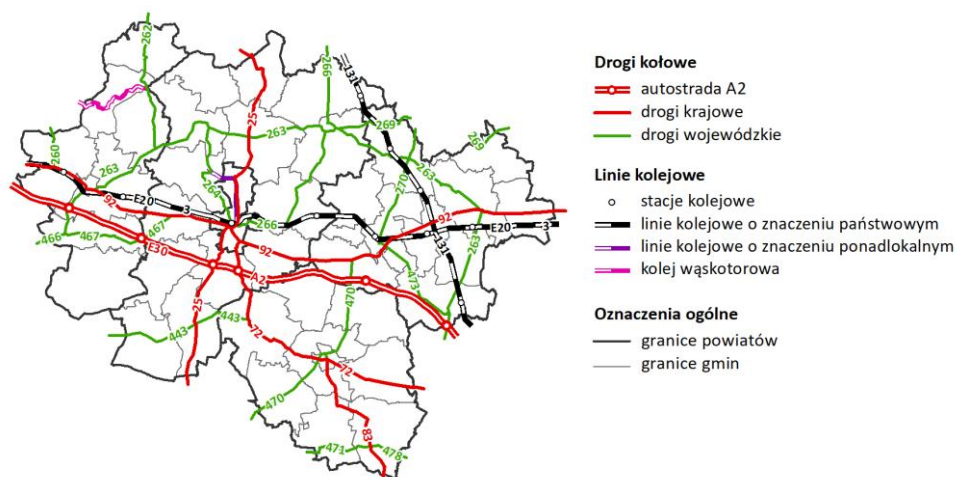 262
25
266
131
269
269
260
263
263
270
263
264
92
E20
3
467
466
467
E30
266
92
92
E20
3
131
263
A2
473
25
470
443
443
72
72
470
83
471
478
Drogi kołowe
autostrada A2
drogi krajowe
drogi wojewódzkie
Linie kolejowe
stacje kolejowe
linie kolejowe o znaczeniu państwowym
linie kolejowe o znaczeniu ponadlokalnym
kolej wąskotorowa
Oznaczenia ogólne
granice powiatów
granice gmin